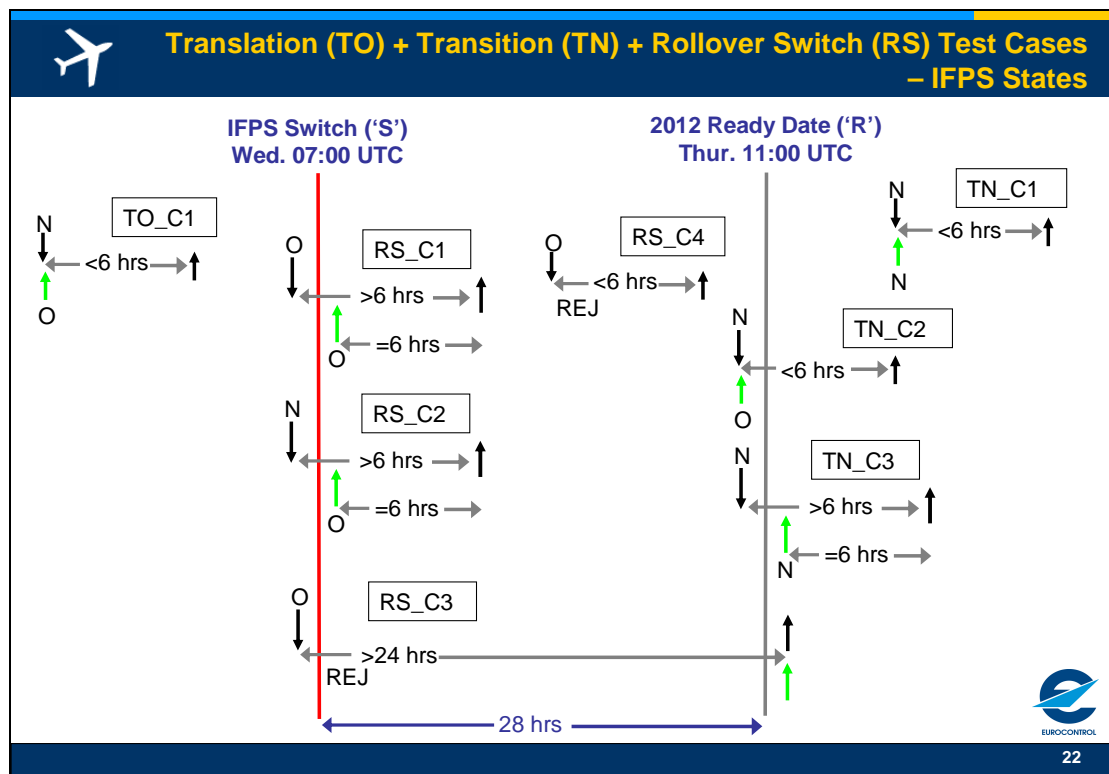 Translation (TO) + Transition (TN) + Rollover Switch (RS) Test Cases
– IFPS States
IFPS Switch (‘S’)
Wed. 07:00 UTC
2012 Ready Date (‘R’)
Thur. 11:00 UTC
N
TO_C1
<6 hrs
O
O
RS_C1
>6 hrs
=6 hrs
O
O
RS_C4
<6 hrs
REJ
N
TN_C1
<6 hrs
N
N
TN_C2
<6 hrs
O
N
RS_C2
>6 hrs
=6 hrs
O
N
TN_C3
>6 hrs
=6 hrs
N
O
RS_C3
>24 hrs
REJ
28 hrs
EUROCONTROL
22